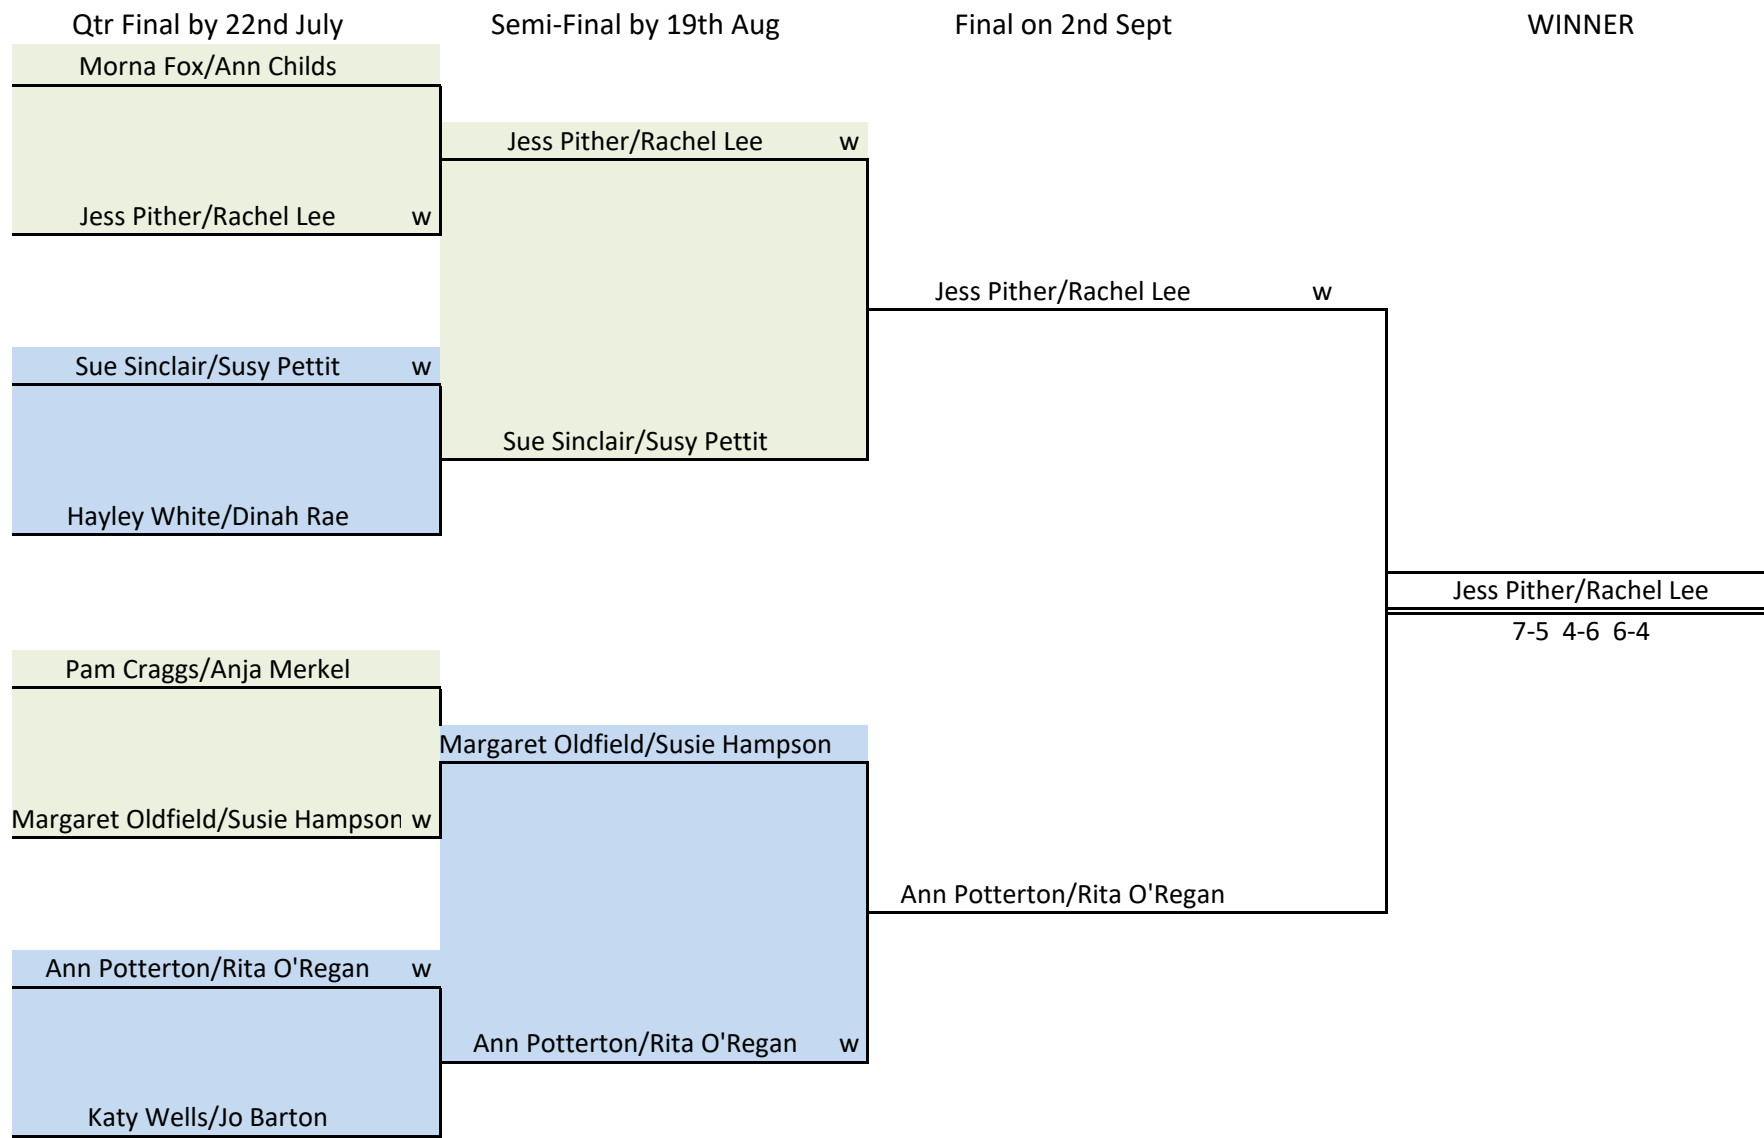 Qtr Final by 22nd July
Semi-Final by 19th Aug
Final on 2nd Sept
WINNER
Morna Fox/Ann Childs
Jess Pither/Rachel Lee w
Jess Pither/Rachel Lee w
Jess Pither/Rachel Lee w
Sue Sinclair/Susy Pettit w
Sue Sinclair/Susy Pettit
Hayley White/Dinah Rae
Jess Pither/Rachel Lee
7-5 4-6 6-4
Pam Craggs/Anja Merkel
Margaret Oldfield/Susie Hampson
Margaret Oldfield/Susie Hampson w
Ann Potterton/Rita O'Regan
Ann Potterton/Rita O'Regan w
Ann Potterton/Rita O'Regan w
Katy Wells/Jo Barton